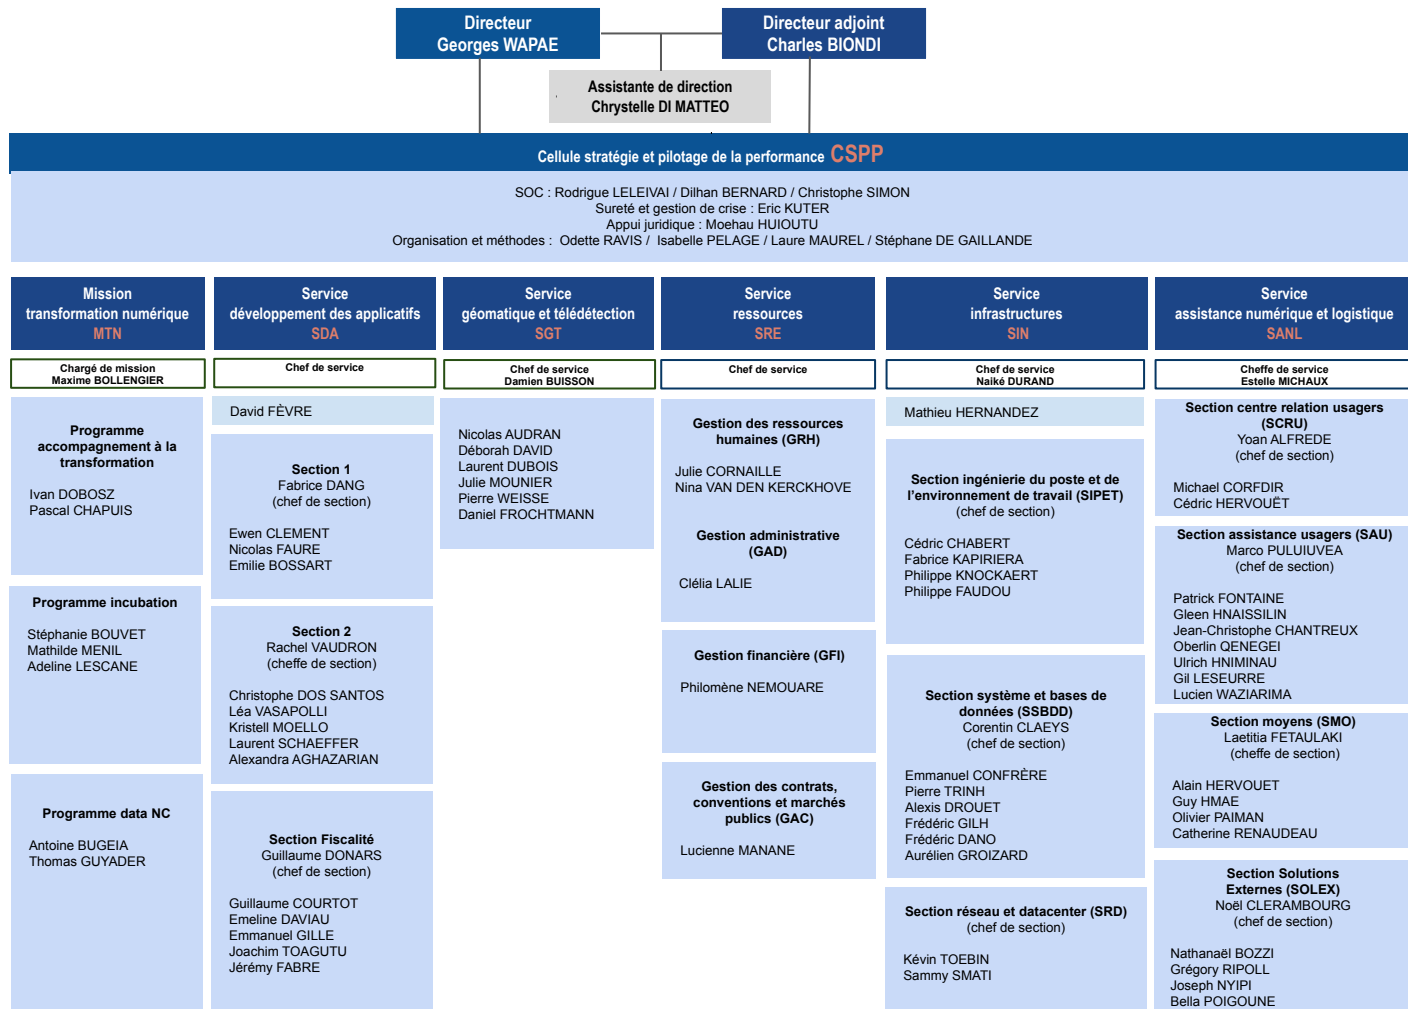 Directeur
Georges WAPAE
Directeur adjoint
Charles BIONDI
Assistante de direction
Chrystelle DI MATTEO
Cellule stratégie et pilotage de la performance CSPP
SOC : Rodrigue LELEIVAI / Dilhan BERNARD / Christophe SIMON
Sureté et gestion de crise : Eric KUTER
Appui juridique : Moehau HUIOUTU
Organisation et méthodes : Odette RAVIS / Isabelle PELAGE / Laure MAUREL / Stéphane DE GAILLANDE
Mission
transformation numérique
MTN
Chargé de mission
Maxime BOLLENGIER
Programme
accompagnement à la
transformation
Ivan DOBOSZ
Pascal CHAPUIS
Programme incubation
Stéphanie BOUVET
Mathilde MENIL
Adeline LESCANE
Programme data NC
Antoine BUGEIA
Thomas GUYADER
Service
développement des applicatifs
SDA
Chef de service
David FÈVRE
Section 1
Fabrice DANG
(chef de section)
Ewen CLEMENT
Nicolas FAURE
Emilie BOSSART
Section 2
Rachel VAUDRON
(cheffe de section)
Christophe DOS SANTOS
Léa VASAPOLLI
Kristell MOELLO
Laurent SCHAEFFER
Alexandra AGHAZARIAN
Section Fiscalité
Guillaume DONARS
(chef de section)
Guillaume COURTOT
Emeline DAVIAU
Emmanuel GILLE
Joachim TOAGUTU
Jérémy FABRE
Service
géomatique et télédétection
SGT
Chef de service
Damien BUISSON
Nicolas AUDRAN
Déborah DAVID
Laurent DUBOIS
Julie MOUNIER
Pierre WEISSE
Daniel FROCHTMANN
Service
ressources
SRE
Chef de service
Gestion des ressources
humaines (GRH)
Julie CORNAILLE
Nina VAN DEN KERCKHOVE
Gestion administrative
(GAD)
Clélia LALIE
Gestion financière (GFI)
Philomène NEMOUARE
Gestion des contrats,
conventions et marchés
publics (GAC)
Lucienne MANANE
Service
infrastructures
SIN
Chef de service
Naiké DURAND
Mathieu HERNANDEZ
Section ingénierie du poste et de
l'environnement de travail (SIPET)
(chef de section)
Cédric CHABERT
Fabrice KAPIRIERA
Philippe KNOCKAERT
Philippe FAUDOU
Section système et bases de
données (SSBDD)
Corentin CLAEYS
(chef de section)
Emmanuel CONFRÈRE
Pierre TRINH
Alexis DROUET
Frédéric GILH
Frédéric DANO
Aurélien GROIZARD
Section réseau et datacenter (SRD)
(chef de section)
Kévin TOEBIN
Sammy SMATI
Service
assistance numérique et logistique
SANL
Cheffe de service
Estelle MICHAUX
Section centre relation usagers
(SCRU)
Yoan ALFREDE
(chef de section)
Michael CORFDIR
Cédric HERVOUËT
Section assistance usagers (SAU)
Marco PULUIUVEA
(chef de section)
Patrick FONTAINE
Gleen HNAISSILIN
Jean-Christophe CHANTREUX
Oberlin QENEGEI
Ulrich HNIMINAU
Gil LESEURRE
Lucien WAZIARIMA
Section moyens (SMO)
Laetitia FETAULAKI
(cheffe de section)
Alain HERVOUET
Guy HMAE
Olivier PAIMAN
Catherine RENAUDEAU
Section Solutions
Externes (SOLEX)
Noël CLERAMBOURG
(chef de section)
Nathanaël BOZZI
Grégory RIPOLL
Joseph NYIPI
Bella POIGOUNE